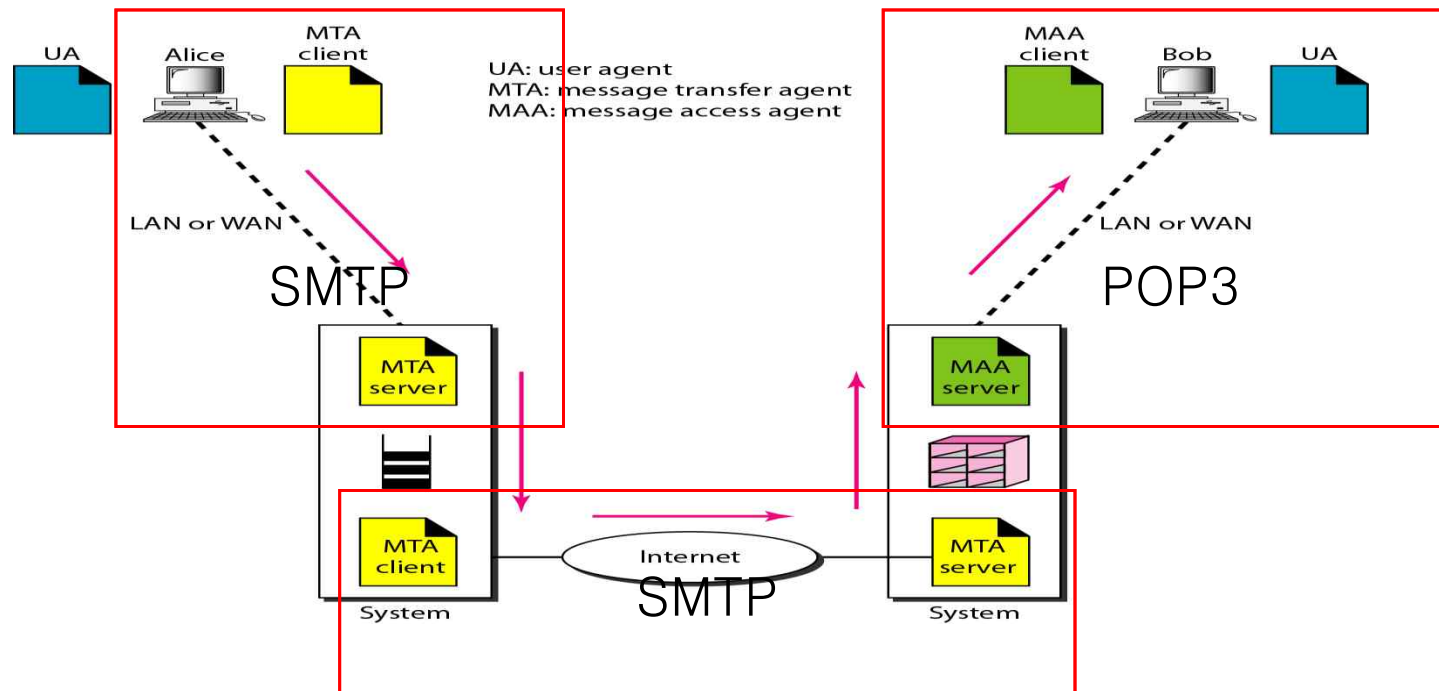 UA
Alice
MTA
client
UA: user agent
MTA: message transfer agent
MAA: message access agent
MAA
client
Bob
UA
LAN or WAN
LAN or WAN
SMTP
POP3
MTA
server
MAA
server
MTA
client
Internet
MTA
server
SMTP
System
System